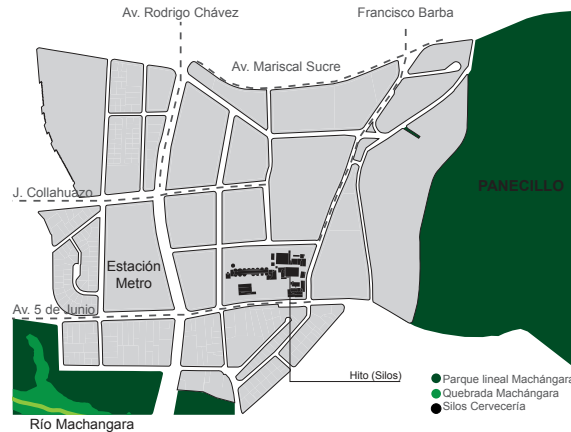 Av. Rodrigo Chávez
Francisco Barba
Av. Mariscal Sucre
J. Collahuazo
PANECILLO
Estación
Metro
Av. 5 de Junio
Hito (Silos)
Parque lineal Machángara
Quebrada Machángara
Silos Cervecería
Río Machangara